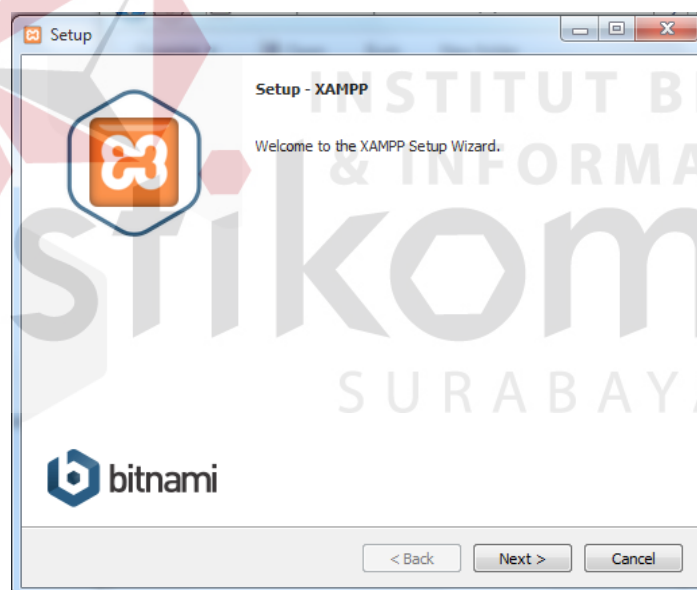 Setup
Setup - XAMPP
Welcome to the XAMPP Setup Wizard.
INSTITUT
& INFORMA
stikom
SURABAYA
bitnami
< Back
Next >
Cancel